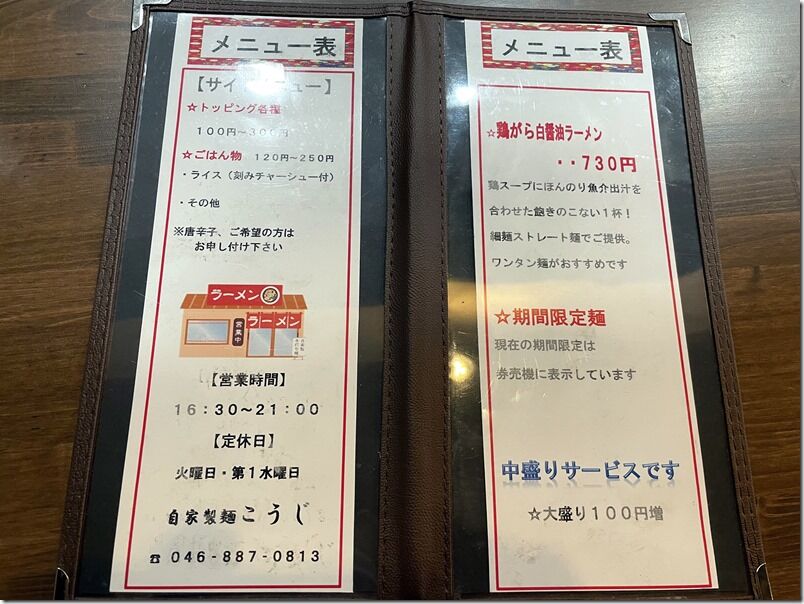 メニュー表
【サイドメニュー】
☆トッピング各種
100円～300円
☆ごはん物 120円～250円
・ライス（刻みチャーシュー付）
・その他
※唐辛子、ご希望の方は
お申し付け下さい
ラーメン
営業中
ラーメン
【営業時間】
16：30～21：00
【定休日】
火曜日・第1水曜日
自家製麺こうじ
☎046-887-0813
メニュー表
☆鶏がら白醤油ラーメン
・・730円
鶏スープにほんのり魚介出汁を
合わせた飽きのこない1杯！
細麺ストレート麺でご提供。
ワンタン麺がおすすめです
☆期間限定麺
現在の期間限定は
券売機に表示しています
中盛りサービスです
☆大盛り100円増